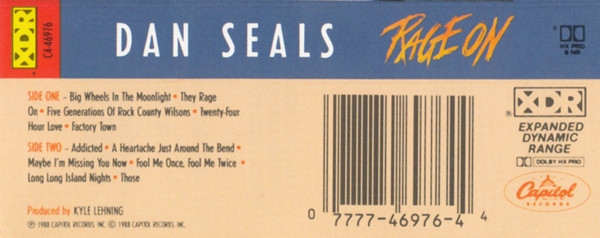 XDR
C4-46976
DAN SEALS
RAGE ON
HX PRO
B NR
SIDE ONE – Big Wheels In The Moonlight • They Rage
On • Five Generations Of Rock County Wilsons • Twenty-Four
Hour Love • Factory Town
SIDE TWO – Addicted • A Heartache Just Around The Bend •
Maybe I'm Missing You Now • Fool Me Once, Fool Me Twice •
Long Long Island Nights • Those
Produced by KYLE LEHNING
℗ 1988 CAPITOL RECORDS, INC. © 1988 CAPITOL RECORDS, INC.
0 7777-46976-4 4
XDR
®
EXPANDED
DYNAMIC
RANGE
DOLBY HX PRO
Capitol
RECORDS